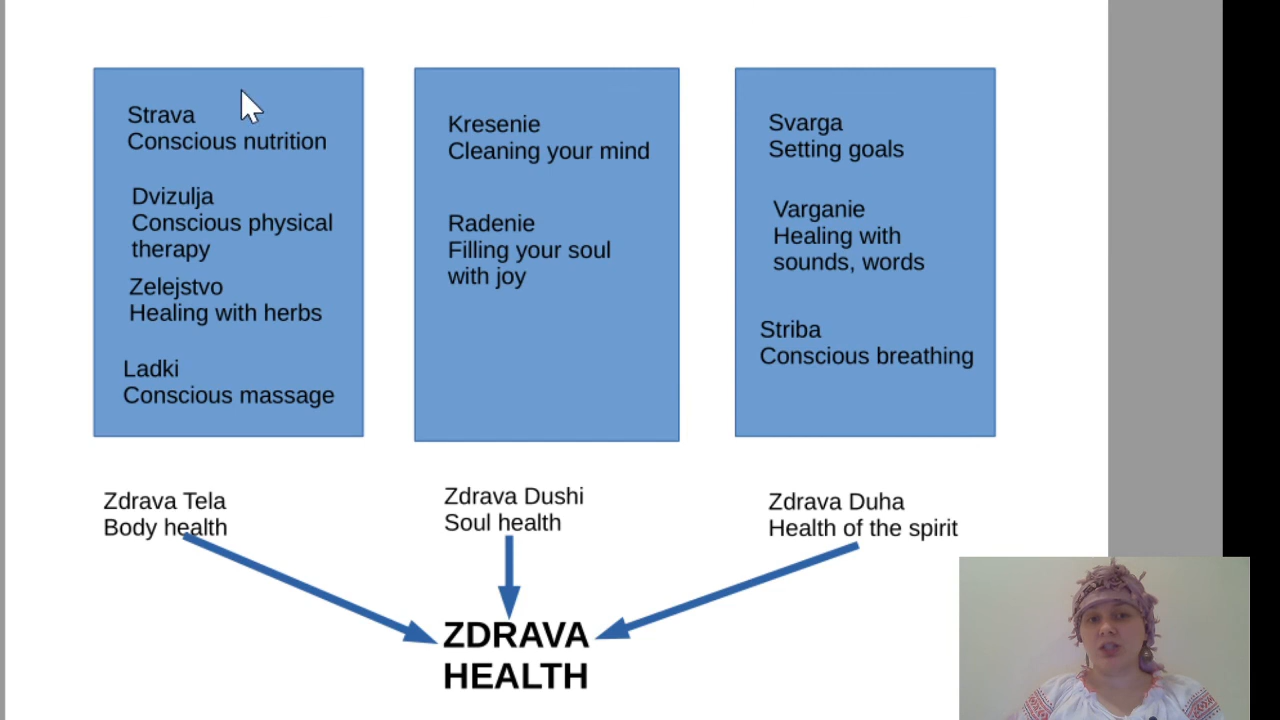 Strava
Conscious nutrition
Dvizulja
Conscious physical
therapy
Zelejstvo
Healing with herbs
Ladki
Conscious massage
Kresenie
Cleaning your mind
Radenie
Filling your soul
with joy
Svarga
Setting goals
Varganie
Healing with
sounds, words
Striba
Conscious breathing
Zdrava Tela
Body health
Zdrava Dushi
Soul health
Zdrava Duha
Health of the spirit
ZDRAVA
HEALTH